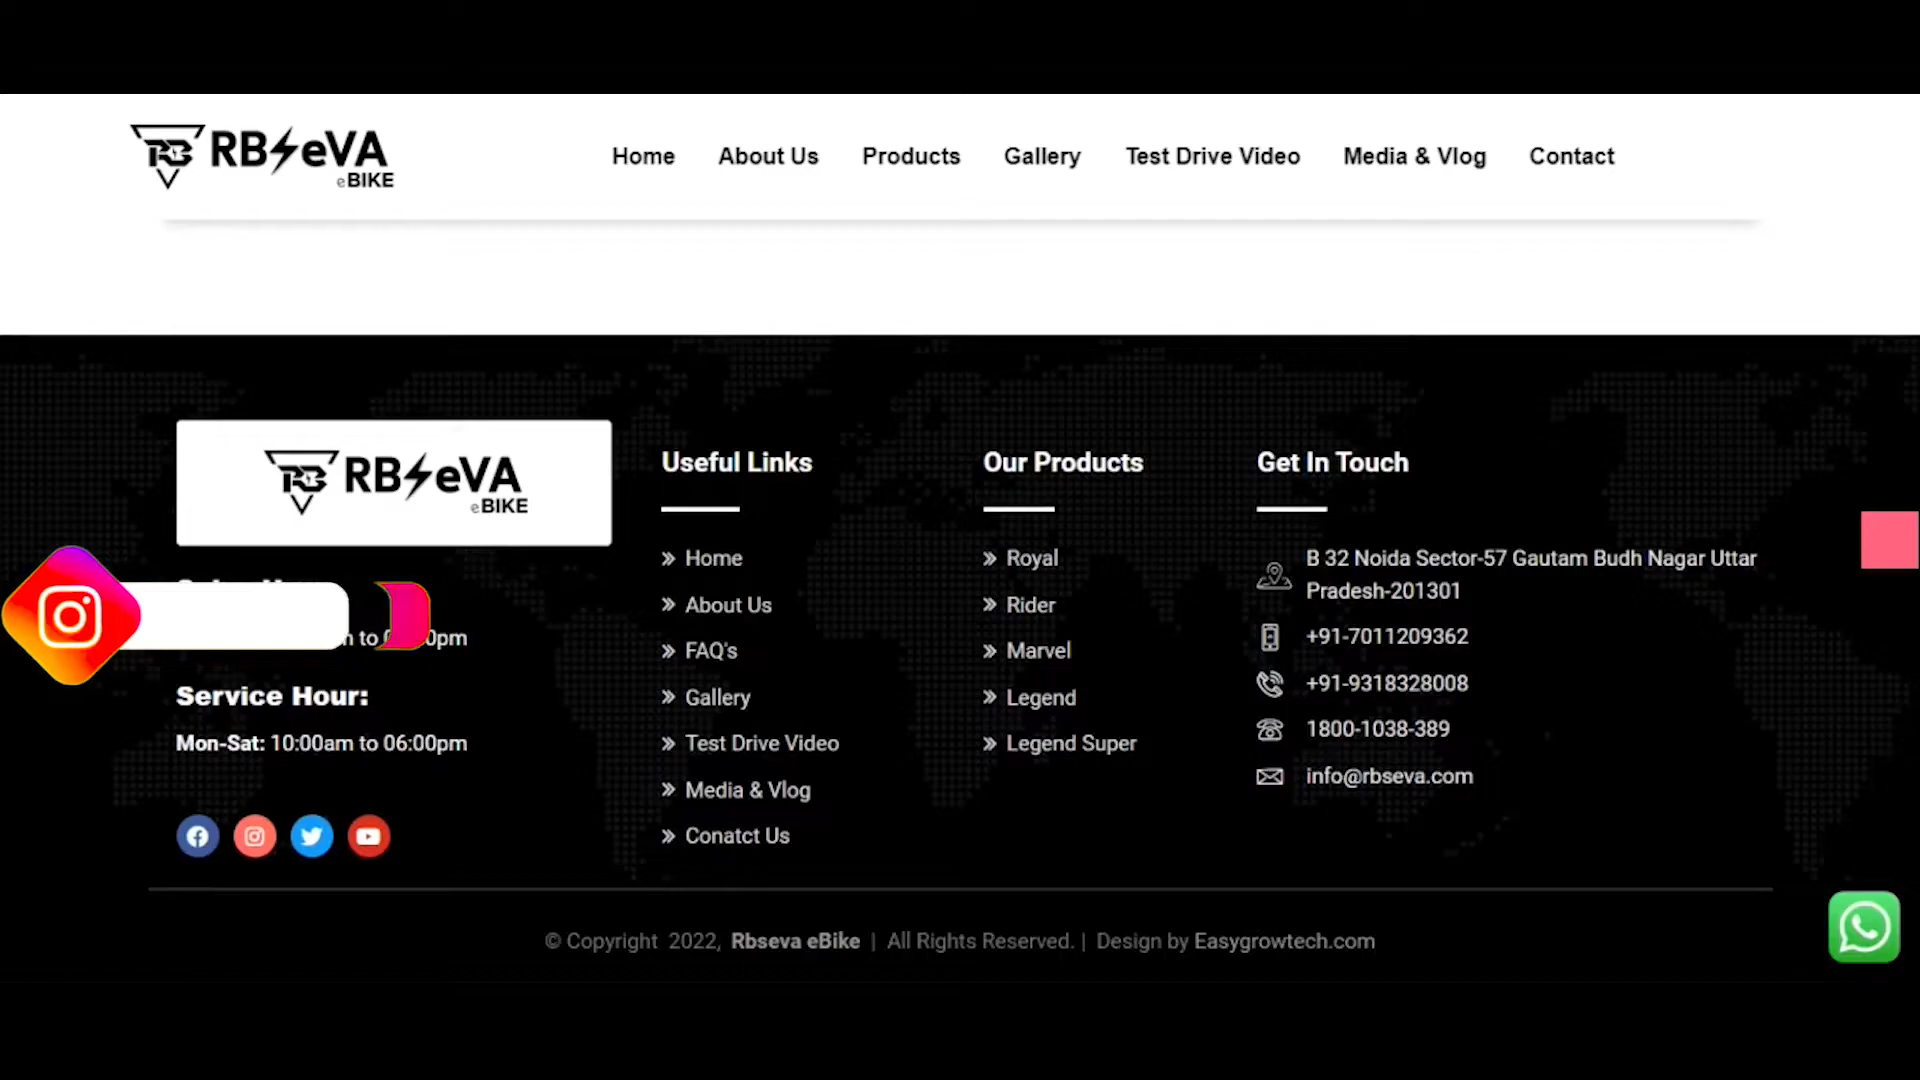 RB eVA
eBIKE
Home About Us Products Gallery Test Drive Video Media & Vlog Contact
RB eVA
eBIKE
to
pm
Service Hour:
Mon-Sat: 10:00am to 06:00pm
Useful Links
Home
About Us
FAQ's
Gallery
Test Drive Video
Media & Vlog
Conatct Us
Our Products
Royal
Rider
Marvel
Legend
Legend Super
Get In Touch
B 32 Noida Sector-57 Gautam Budh Nagar Uttar
Pradesh-201301
+91-7011209362
+91-9318328008
1800-1038-389
info@rbseva.com
© Copyright 2022, Rbseva eBike | All Rights Reserved. | Design by Easygrowtech.com